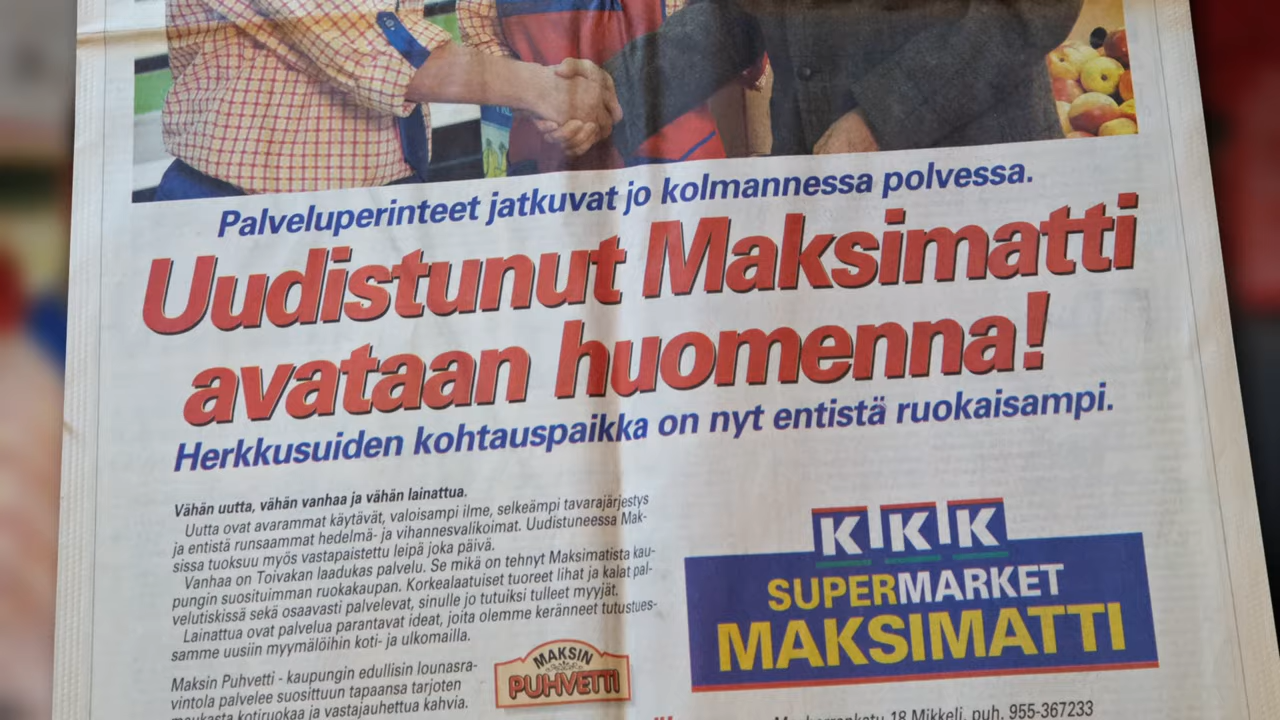 Palveluperinteet jatkuvat jo kolmannessa polvessa.
Uudistunut Maksimatti
avataan huomenna!
Herkkusuiden kohtauspaikka on nyt entistä ruokaisampi.
Vähän uutta, vähän vanhaa ja vähän lainattua.
Uutta ovat avarammat käytävät, valoisampi ilme, selkeämpi tavarajärjestys
ja entistä runsaammat hedelmä- ja vihannesvalikoimat. Uudistuneessa Mak-
sissa tuoksuu myös vastapaistettu leipä joka päivä.
Vanhaa on Toivakan laadukas palvelu. Se mikä on tehnyt Maksimatista kau-
pungin suosituimman ruokakaupan. Korkealaatuiset tuoreet lihat ja kalat pal-
velutiskissä sekä osaavasti palvelevat, sinulle jo tutuiksi tulleet myyjät.
Lainattua ovat palvelua parantavat ideat, joita olemme keränneet tutustues-
samme uusiin myymälöihin koti- ja ulkomailla.
Maksin Puhvetti - kaupungin edullisin lounasra-
vintola palvelee suosittuun tapaansa tarjoten
maukasta kotiruokaa ja vastajauhettua kahvia.
MAKSIN
PUHVETTI
K K K
SUPERMARKET
MAKSIMATTI
18 Mikkeli, puh. 955-367233